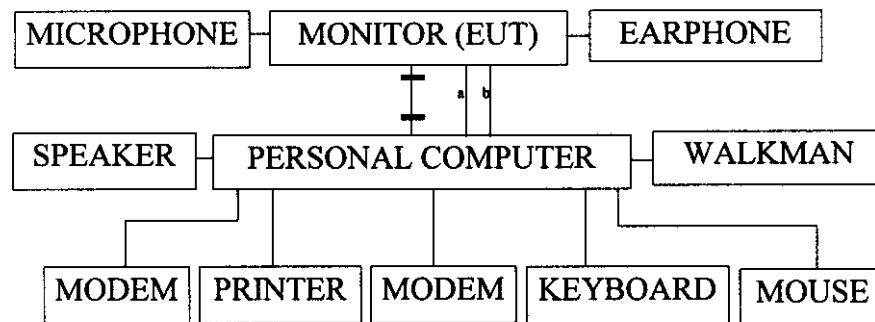 MICROPHONE
MONITOR (EUT)
EARPHONE
a
b
SPEAKER
PERSONAL COMPUTER
WALKMAN
MODEM
PRINTER
MODEM
KEYBOARD
MOUSE